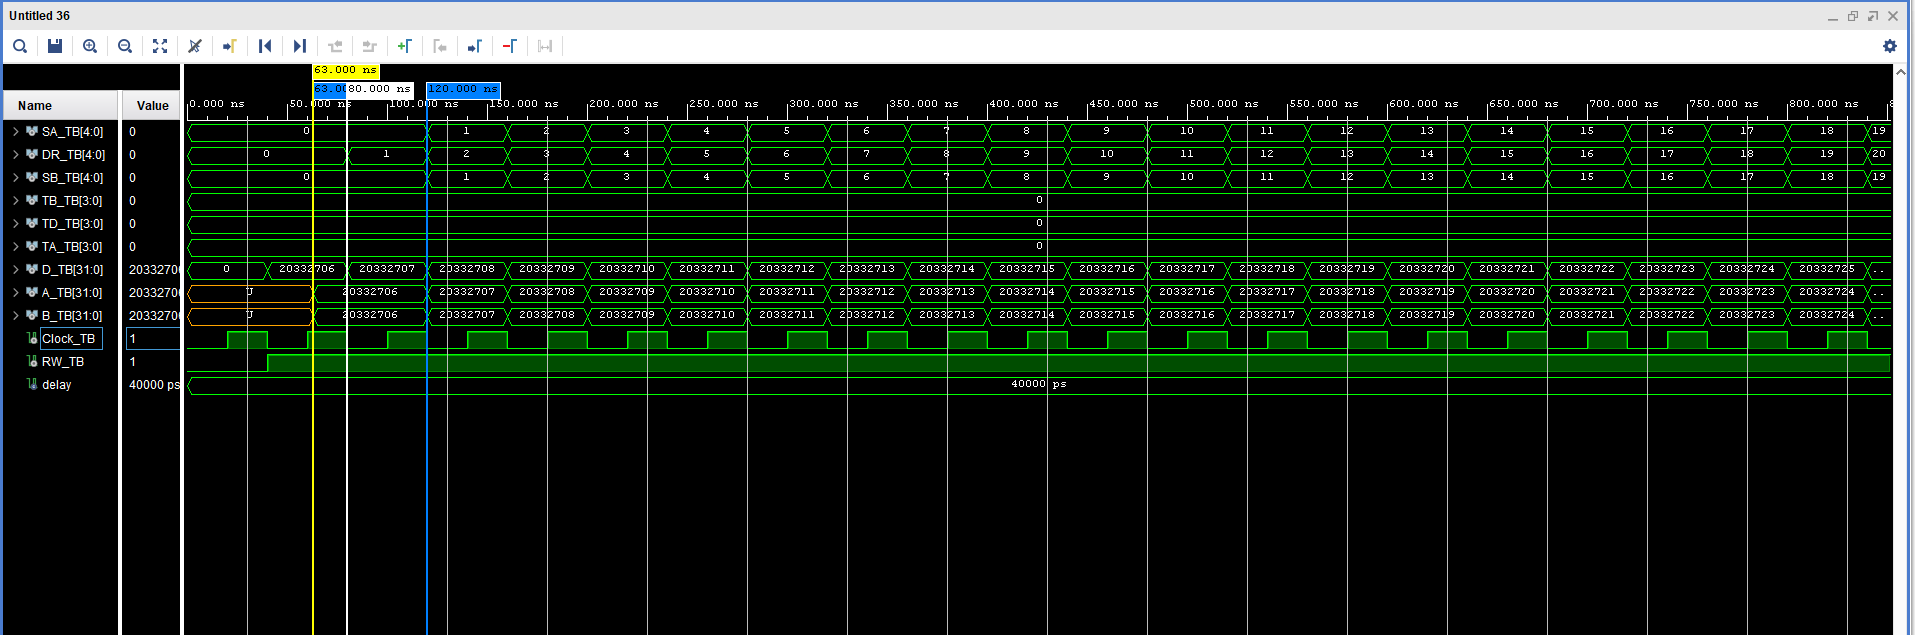 Untitled 36
63.000 ns
63.00 80.000 ns 120.000 ns
Name Value 0.000 ns 50.000 ns 100.000 ns 150.000 ns 200.000 ns 250.000 ns 300.000 ns 350.000 ns 400.000 ns 450.000 ns 500.000 ns 550.000 ns 600.000 ns 650.000 ns 700.000 ns 750.000 ns 800.000 ns
SA_TB[4:0] 0 0 1 2 3 4 5 6 7 8 9 10 11 12 13 14 15 16 17 18 19
DR_TB[4:0] 0 0 1 2 3 4 5 6 7 8 9 10 11 12 13 14 15 16 17 18 19 20
SB_TB[4:0] 0 0 1 2 3 4 5 6 7 8 9 10 11 12 13 14 15 16 17 18 19
TB_TB[3:0] 0 0
TD_TB[3:0] 0 0
TA_TB[3:0] 0 0
D_TB[31:0] 20332706 0 20332706 20332707 20332708 20332709 20332710 20332711 20332712 20332713 20332714 20332715 20332716 20332717 20332718 20332719 20332720 20332721 20332722 20332723 20332724 20332725 ..
A_TB[31:0] 20332706 U 20332706 20332707 20332708 20332709 20332710 20332711 20332712 20332713 20332714 20332715 20332716 20332717 20332718 20332719 20332720 20332721 20332722 20332723 20332724 ..
B_TB[31:0] 20332706 U 20332706 20332707 20332708 20332709 20332710 20332711 20332712 20332713 20332714 20332715 20332716 20332717 20332718 20332719 20332720 20332721 20332722 20332723 20332724 ..
Clock_TB 1
RW_TB 1
delay 40000 ps 40000 ps